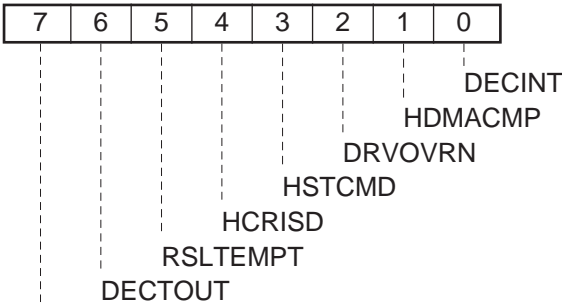 7 6 5 4 3 2 1 0
DECINT
HDMACMP
DRVOVRN
HSTCMD
HCRISD
RSLTEMPT
DECTOUT